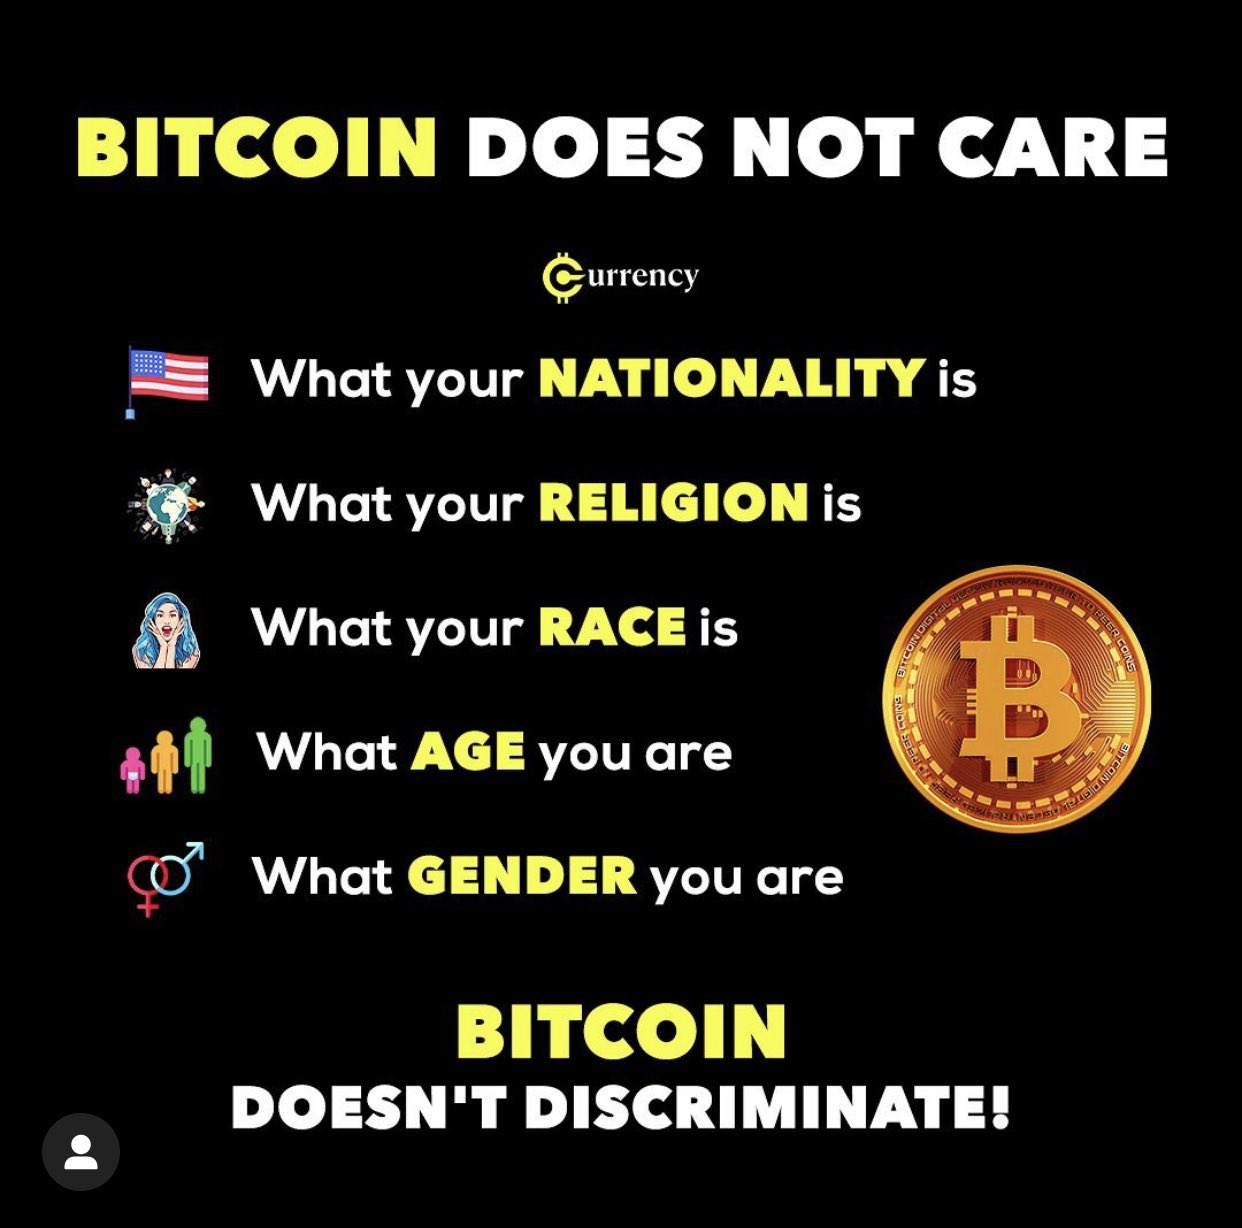 BITCOIN DOES NOT CARE
Currency
What your NATIONALITY is
What your RELIGION is
What your RACE is
What AGE you are
What GENDER you are
BITCOIN
DOESN'T DISCRIMINATE!